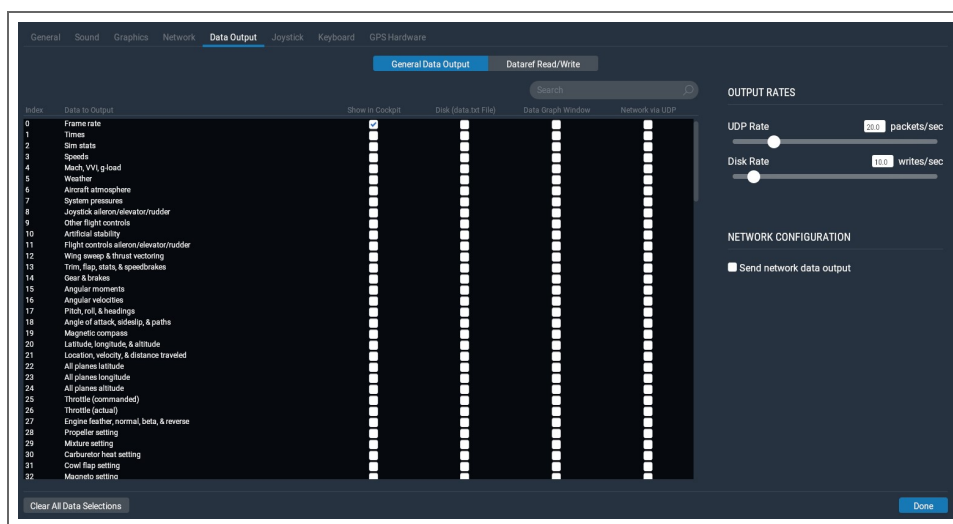 General Sound Graphics Network Data Output Joystick Keyboard GPS Hardware
General Data Output Dataref Read/Write
Search
Index Data to Output Show in Cockpit Disk (data.txt File) Data Graph Window Network via UDP
0 Frame rate
1 Times
2 Sim stats
3 Speeds
4 Mach, VVI, g-load
5 Weather
6 Aircraft atmosphere
7 System pressures
8 Joystick aileron/elevator/rudder
9 Other flight controls
10 Artificial stability
11 Flight controls aileron/elevator/rudder
12 Wing sweep & thrust vectoring
13 Trim, flap, stats, & speedbrakes
14 Gear & brakes
15 Angular moments
16 Angular velocities
17 Pitch, roll, & headings
18 Angle of attack, sideslip, & paths
19 Magnetic compass
20 Latitude, longitude, & altitude
21 Location, velocity, & distance traveled
22 All planes latitude
23 All planes longitude
24 All planes altitude
25 Throttle (commanded)
26 Throttle (actual)
27 Engine feather, normal, beta, & reverse
28 Propeller setting
29 Mixture setting
30 Carburetor heat setting
31 Cowl flap setting
32 Magneto setting
OUTPUT RATES
UDP Rate 20.0 packets/sec
Disk Rate 10.0 writes/sec
NETWORK CONFIGURATION
Send network data output
Clear All Data Selections Done